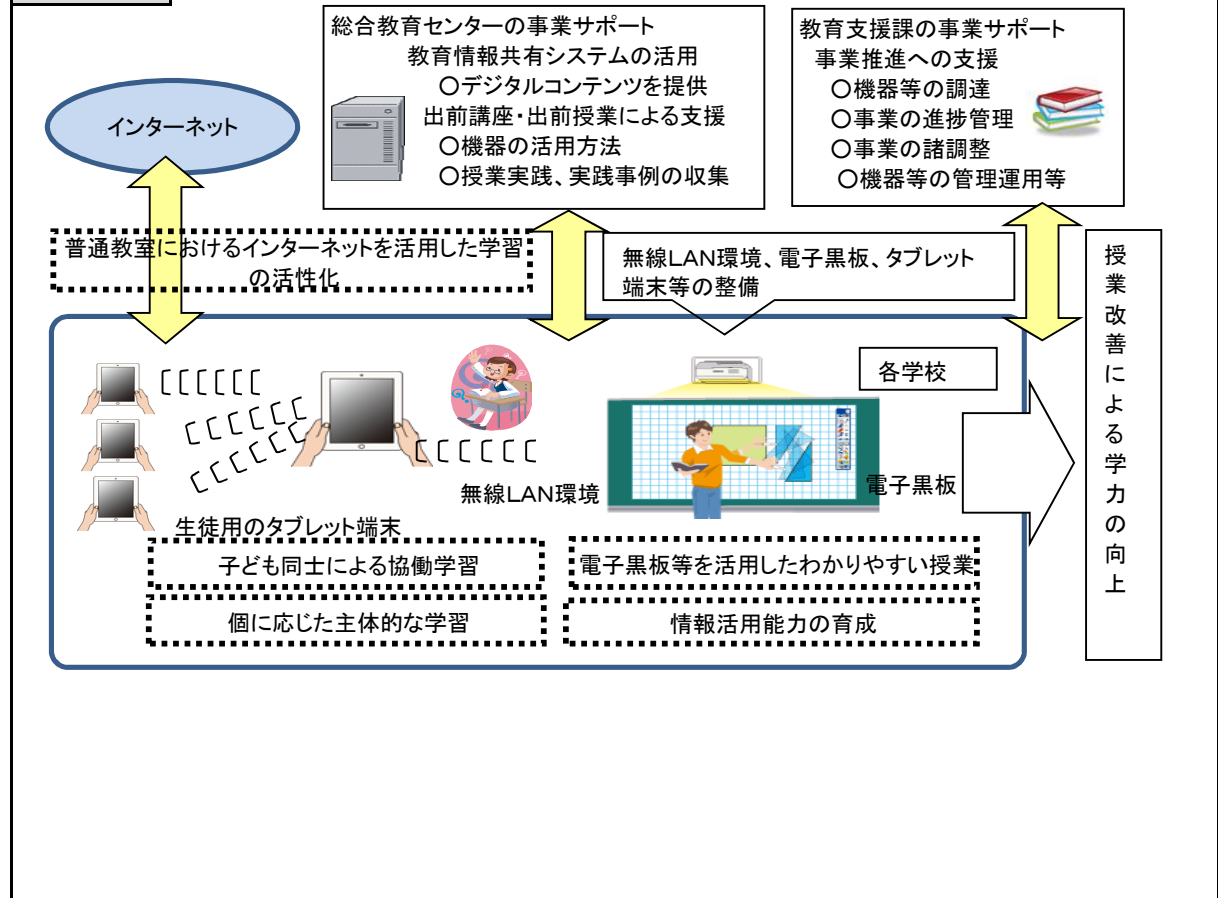 総合教育センターの事業サポート
教育情報共有システムの活用
〇デジタルコンテンツを提供
出前講座・出前授業による支援
〇機器の活用方法
〇授業実践、実践事例の収集
教育支援課の事業サポート
事業推進への支援
〇機器等の調達
〇事業の進捗管理
〇事業の諸調整
〇機器等の管理運用等
インターネット
普通教室におけるインターネットを活用した学習
の活性化
無線LAN環境、電子黒板、タブレット
端末等の整備
授業改善による学力の向上
各学校
無線LAN環境
電子黒板
生徒用のタブレット端末
子ども同士による協働学習
電子黒板等を活用したわかりやすい授業
個に応じた主体的な学習
情報活用能力の育成